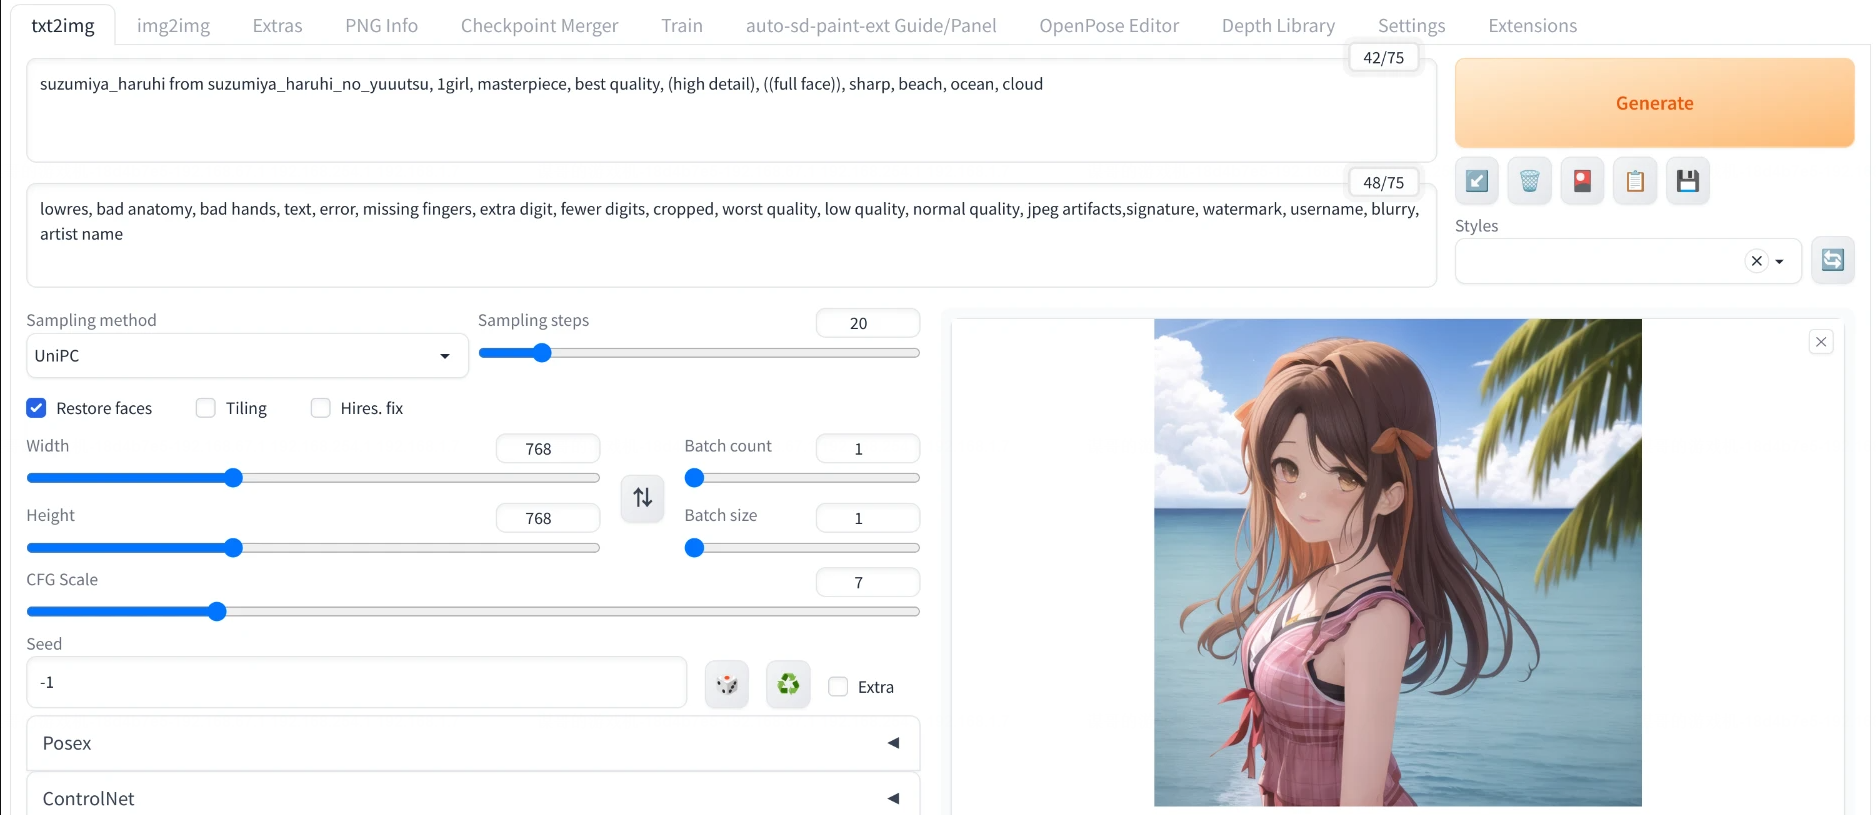 txt2img img2img Extras PNG Info Checkpoint Merger Train auto-sd-paint-ext Guide/Panel OpenPose Editor Depth Library Settings Extensions
42/75
suzumiya_haruhi from suzumiya_haruhi_no_yuuutsu, 1girl, masterpiece, best quality, (high detail), ((full face)), sharp, beach, ocean, cloud
Generate
48/75
lowres, bad anatomy, bad hands, text, error, missing fingers, extra digit, fewer digits, cropped, worst quality, low quality, normal quality, jpeg artifacts,signature, watermark, username, blurry,
artist name
Styles
Sampling method
UniPC
Sampling steps
20
Restore faces
Tiling
Hires. fix
Width
768
Batch count
1
Height
768
Batch size
1
CFG Scale
7
Seed
-1
Extra
Posex
ControlNet